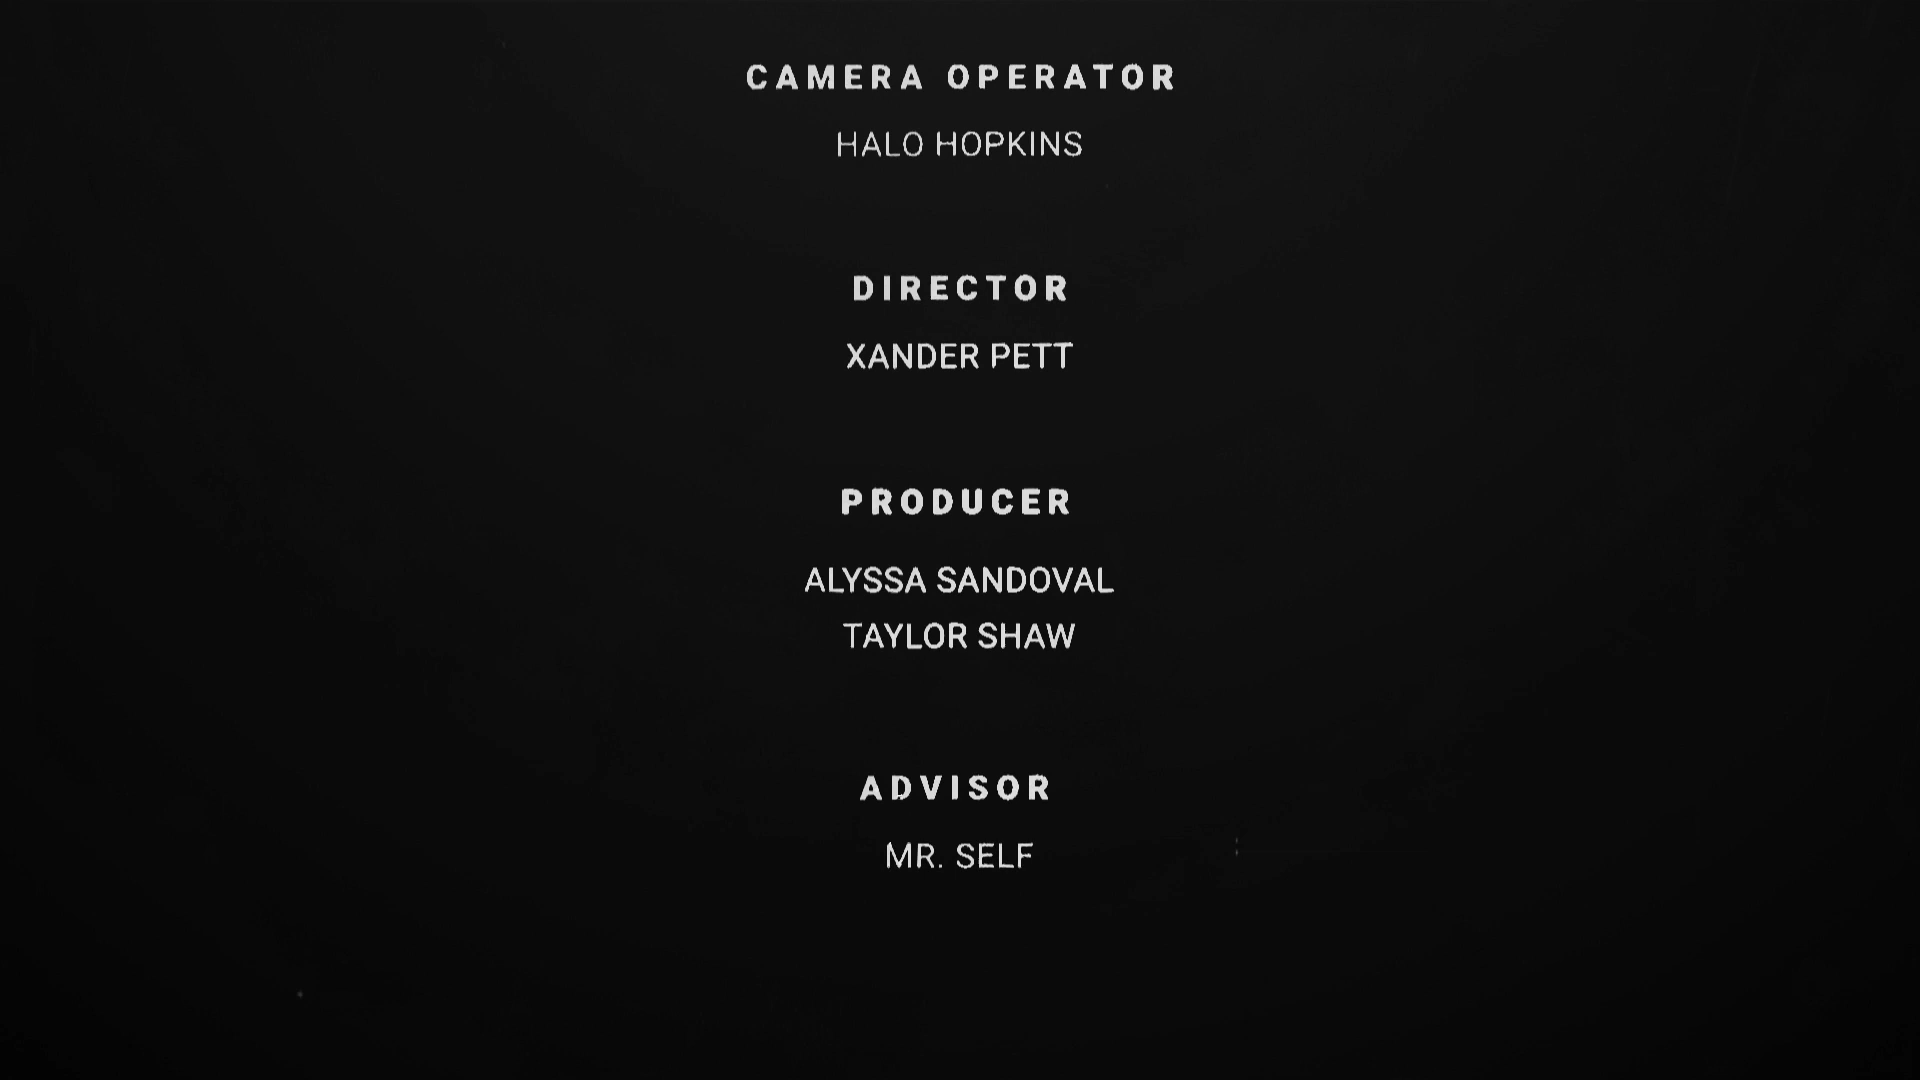 CAMERA OPERATOR
HALO HOPKINS
DIRECTOR
XANDER PETT
PRODUCER
ALYSSA SANDOVAL
TAYLOR SHAW
ADVISOR
MR. SELF